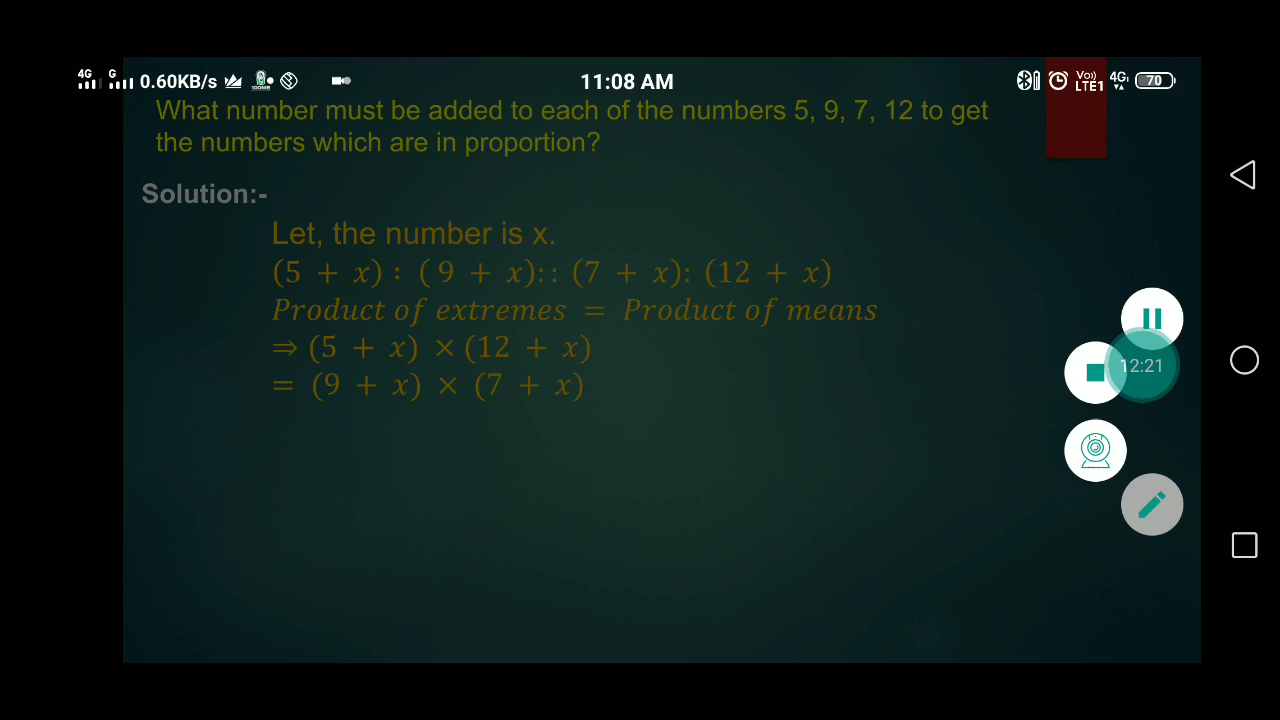 4G G 0.60KB/s 100MB 11:08 AM Vo)) LTE1 4G 70
What number must be added to each of the numbers 5, 9, 7, 12 to get
the numbers which are in proportion?
Solution:-
Let, the number is x.
(5 + x) : ( 9 + x): : (7 + x): (12 + x)
Product of extremes = Product of means
⇒ (5 + x) × (12 + x)
= (9 + x) × (7 + x)
12:21